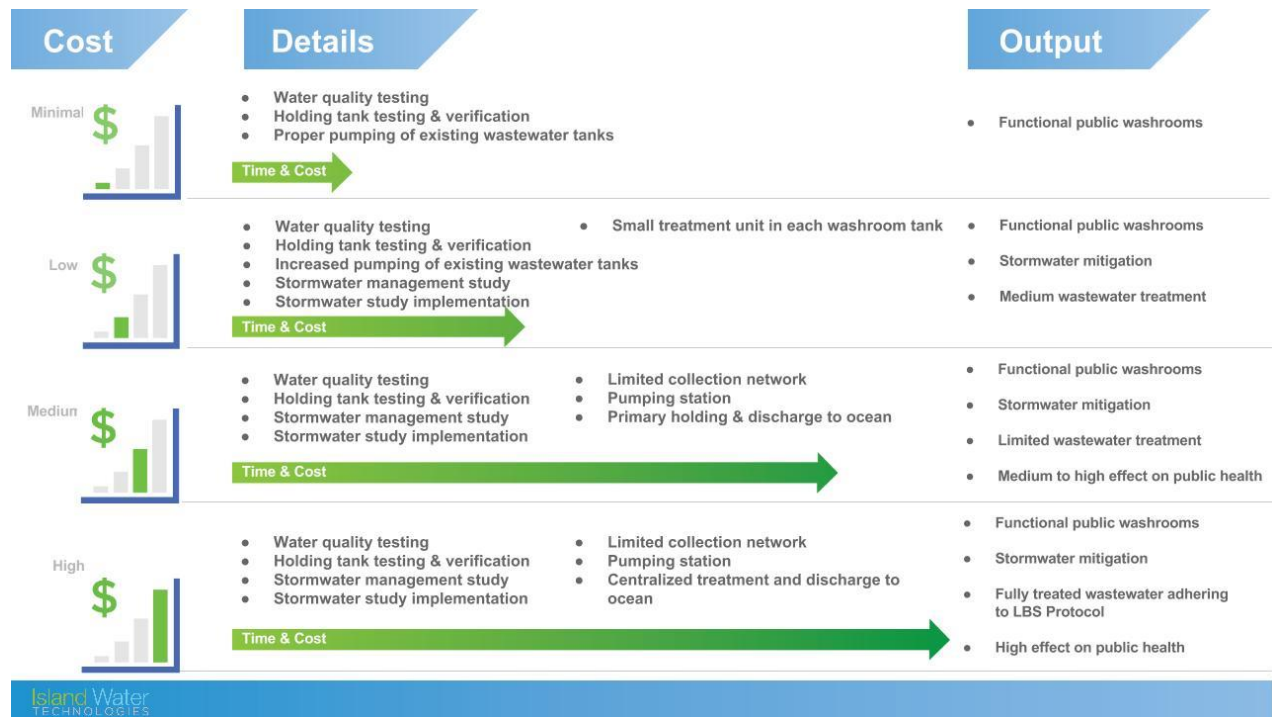 Cost
Details
Output
Minimal
$
● Water quality testing
● Holding tank testing & verification
● Proper pumping of existing wastewater tanks
Time & Cost
● Functional public washrooms
Low
$
● Water quality testing
● Holding tank testing & verification
● Increased pumping of existing wastewater tanks
● Stormwater management study
● Stormwater study implementation
● Small treatment unit in each washroom tank
Time & Cost
● Functional public washrooms
● Stormwater mitigation
● Medium wastewater treatment
Medium
$
● Water quality testing
● Holding tank testing & verification
● Stormwater management study
● Stormwater study implementation
● Limited collection network
● Pumping station
● Primary holding & discharge to ocean
Time & Cost
● Functional public washrooms
● Stormwater mitigation
● Limited wastewater treatment
● Medium to high effect on public health
High
$
● Water quality testing
● Holding tank testing & verification
● Stormwater management study
● Stormwater study implementation
● Limited collection network
● Pumping station
● Centralized treatment and discharge to
ocean
Time & Cost
● Functional public washrooms
● Stormwater mitigation
● Fully treated wastewater adhering
to LBS Protocol
● High effect on public health
Island Water
TECHNOLOGIES